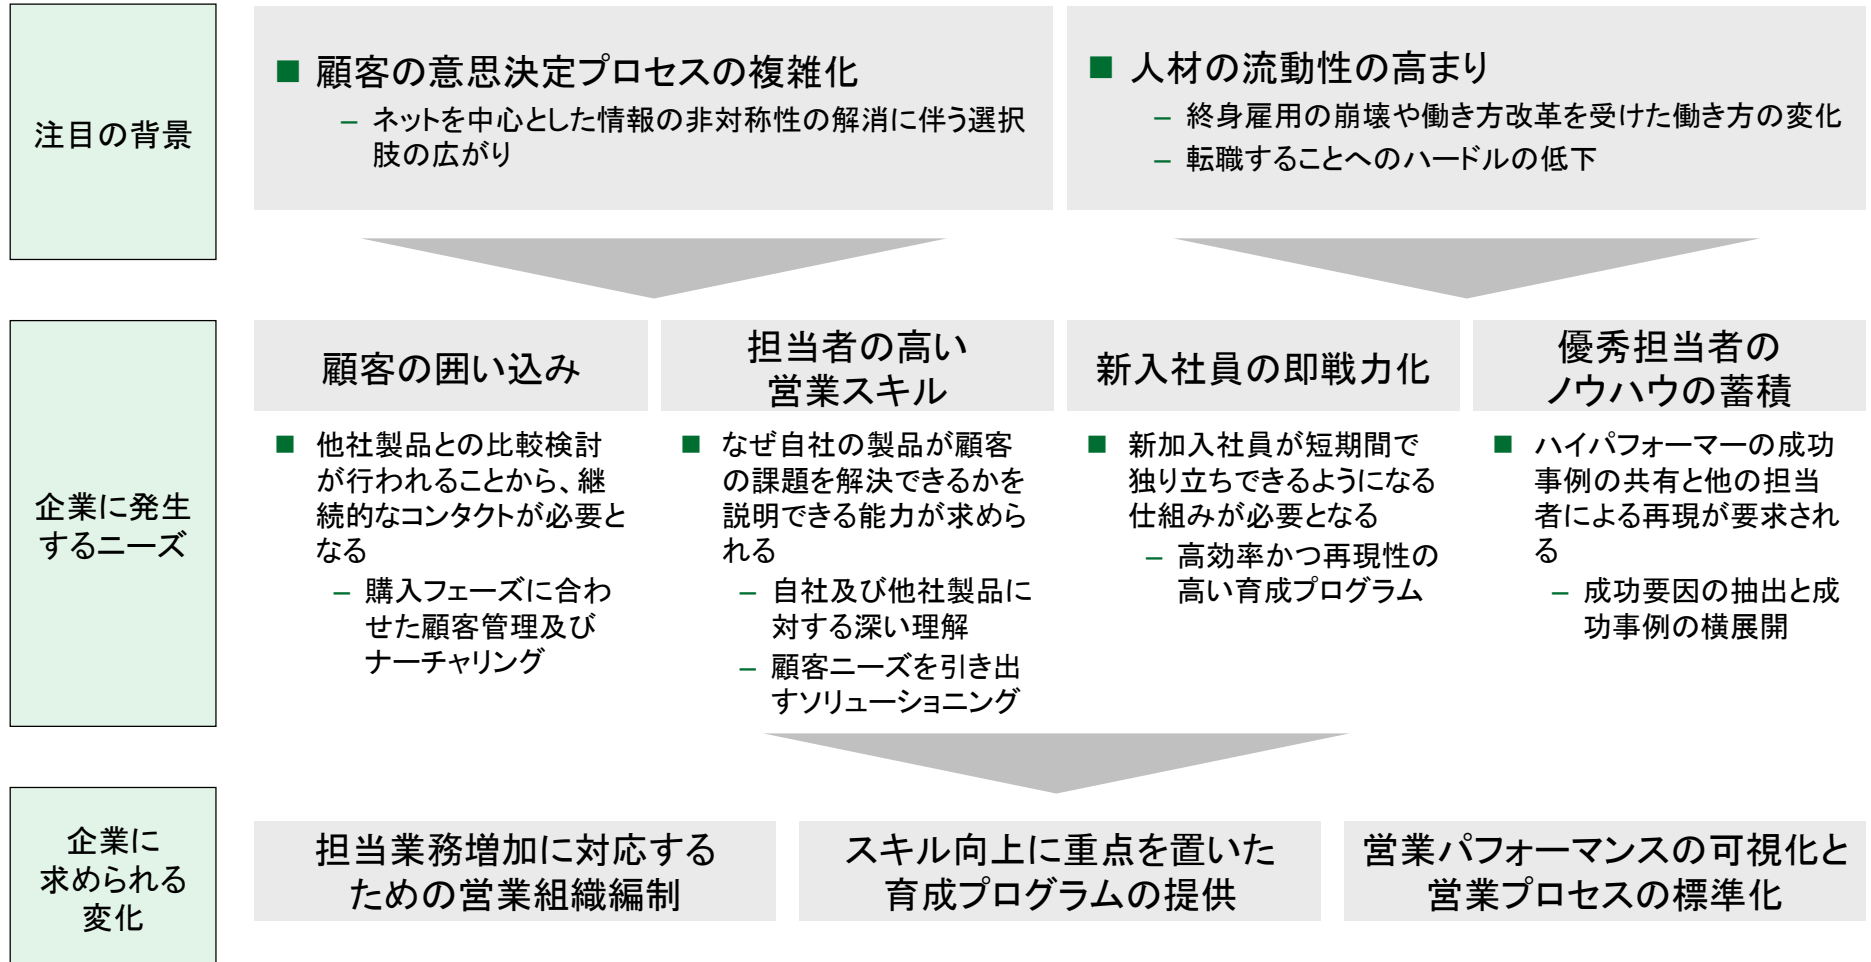 注目の背景
■ 顧客の意思決定プロセスの複雑化
– ネットを中心とした情報の非対称性の解消に伴う選択
肢の広がり
■ 人材の流動性の高まり
– 終身雇用の崩壊や働き方改革を受けた働き方の変化
– 転職することへのハードルの低下
企業に発生
するニーズ
顧客の囲い込み
■ 他社製品との比較検討
が行われることから、継
続的なコンタクトが必要と
なる
– 購入フェーズに合わ
せた顧客管理及び
ナーチャリング
担当者の高い
営業スキル
■ なぜ自社の製品が顧客
の課題を解決できるかを
説明できる能力が求めら
れる
– 自社及び他社製品に
対する深い理解
– 顧客ニーズを引き出
すソリューショニング
新入社員の即戦力化
■ 新加入社員が短期間で
独り立ちできるようになる
仕組みが必要となる
– 高効率かつ再現性の
高い育成プログラム
優秀担当者の
ノウハウの蓄積
■ ハイパフォーマーの成功
事例の共有と他の担当
者による再現が要求され
る
– 成功要因の抽出と成
功事例の横展開
企業に
求められる
変化
担当業務増加に対応する
ための営業組織編制
スキル向上に重点を置いた
育成プログラムの提供
営業パフォーマンスの可視化と
営業プロセスの標準化